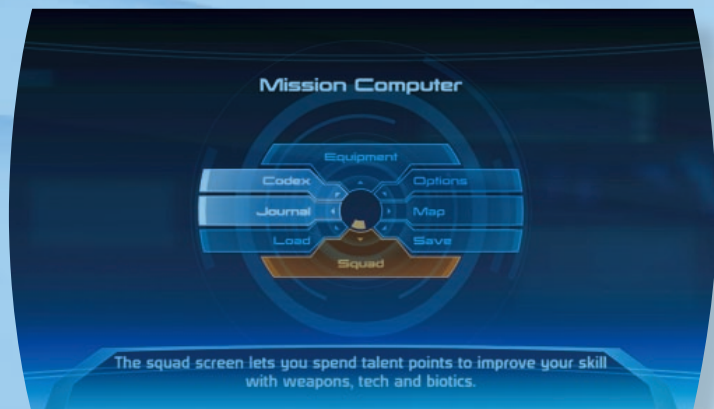 Mission Computer
Equipment
Codex
Options
Journal
Map
Load
Save
Squad
The squad screen lets you spend talent points to improve your skill
with weapons, tech and biotics.